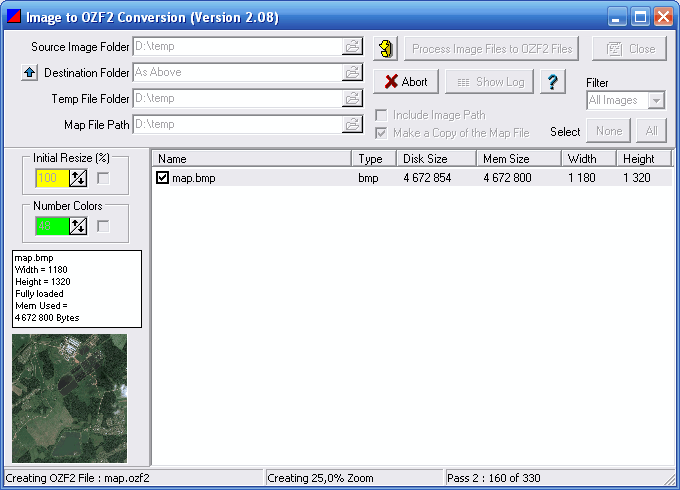 Image to OZF2 Conversion (Version 2.08)
Source Image Folder D:\temp
Process Image Files to OZF2 Files Close
Destination Folder As Above
Abort Show Log ?
Filter
Temp File Folder D:\temp
All Images
Map File Path D:\temp
Include Image Path
Make a Copy of the Map File
Select None All
Initial Resize (%)
100
Number Colors
Name Type Disk Size Mem Size Width Height
map.bmp bmp 4 672 854 4 672 800 1 180 1 320
map.bmp
Width = 1180
Height = 1320
Fully loaded
Mem Used =
4 672 800 Bytes
Creating OZF2 File : map.ozf2 Creating 25,0% Zoom Pass 2 : 160 of 330